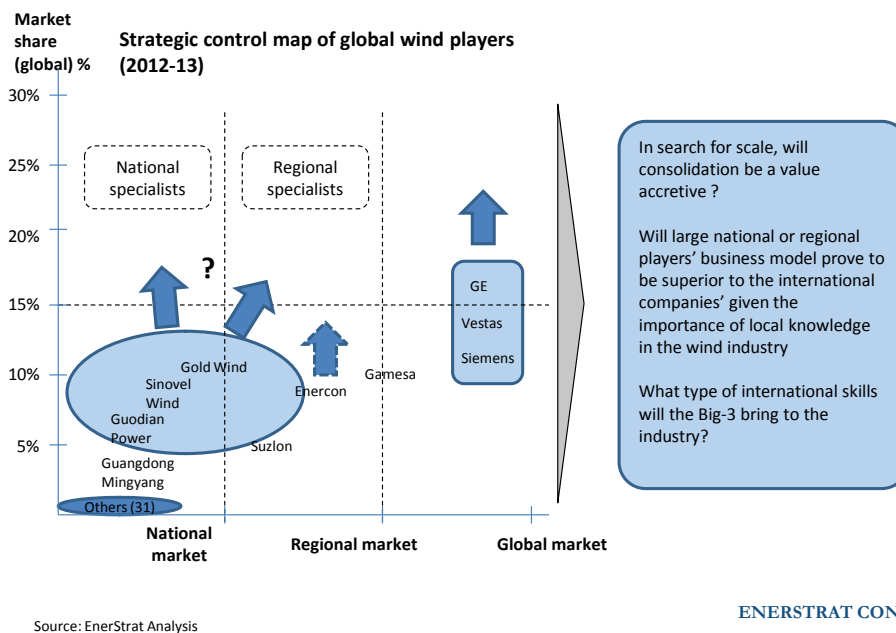 Market
share
(global) %
Strategic control map of global wind players
(2012-13)
30%
25%
20%
15%
10%
5%
National
specialists
Regional
specialists
?
GE
Vestas
Siemens
Gold Wind
Sinovel
Wind
Guodian
Power
Enercon
Gamesa
Suzlon
Guangdong
Mingyang
Others (31)
National
market
Regional market
Global market
In search for scale, will
consolidation be a value
accretive ?
Will large national or regional
players' business model prove to
be superior to the international
companies' given the
importance of local knowledge
in the wind industry
What type of international skills
will the Big-3 bring to the
industry?
Source: EnerStrat Analysis
ENERSTRAT CON